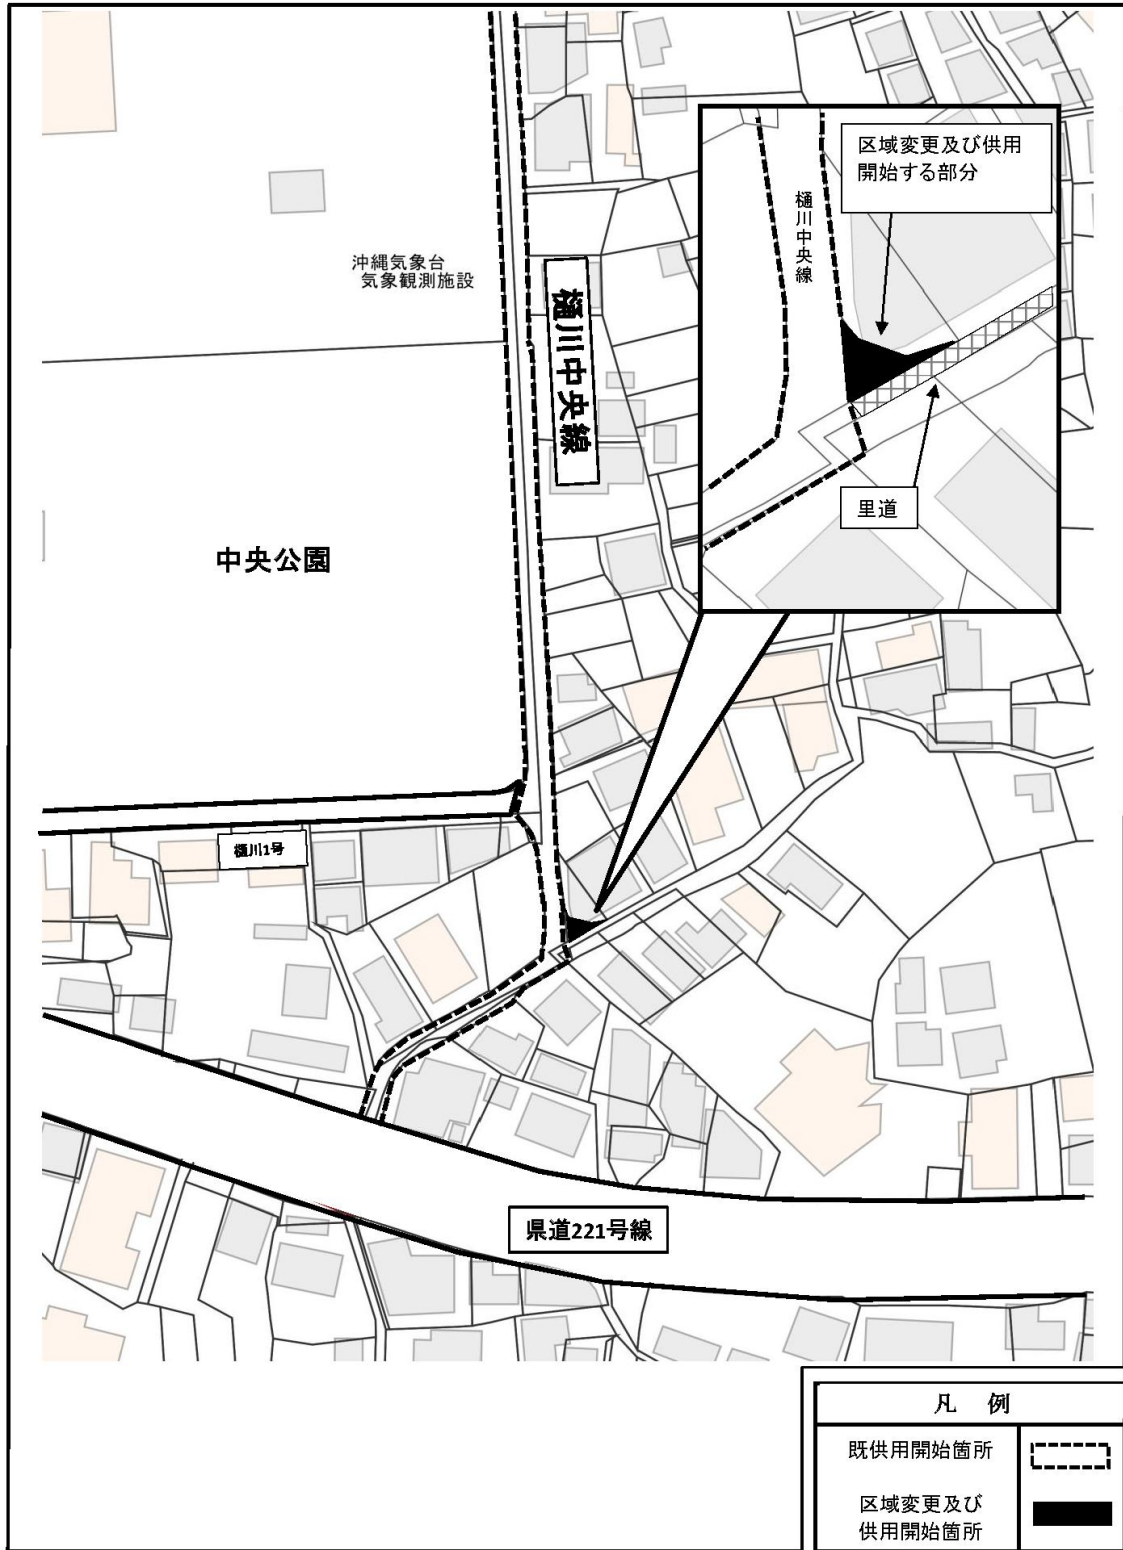 区域変更及び供用
開始する部分
樋川中央線
里道
沖縄気象台
気象観測施設
樋川中央線
中央公園
樋川1号
県道221号線
凡 例
既供用開始箇所
区域変更及び
供用開始箇所